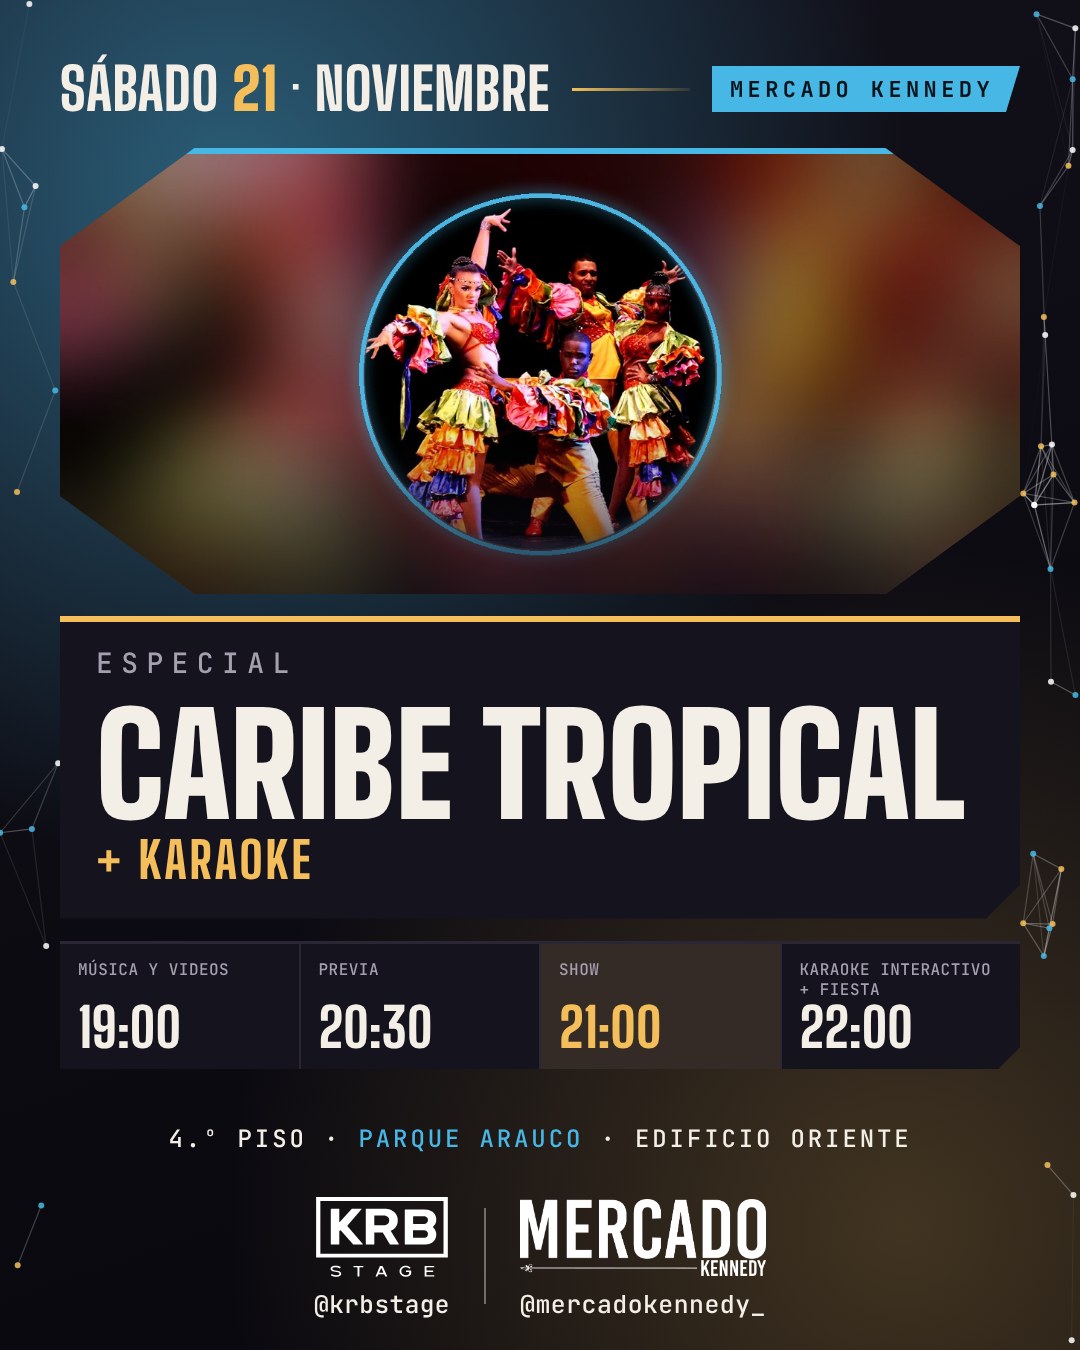 SÁBADO 21 · NOVIEMBRE
MERCADO KENNEDY
ESPECIAL
CARIBE TROPICAL
+ KARAOKE
MÚSICA Y VIDEOS
19:00
PREVIA
20:30
SHOW
21:00
KARAOKE INTERACTIVO
+ FIESTA
22:00
4.º PISO · PARQUE ARAUCO · EDIFICIO ORIENTE
KRB
STAGE
@krbstage
MERCADO
KENNEDY
@mercadokennedy_